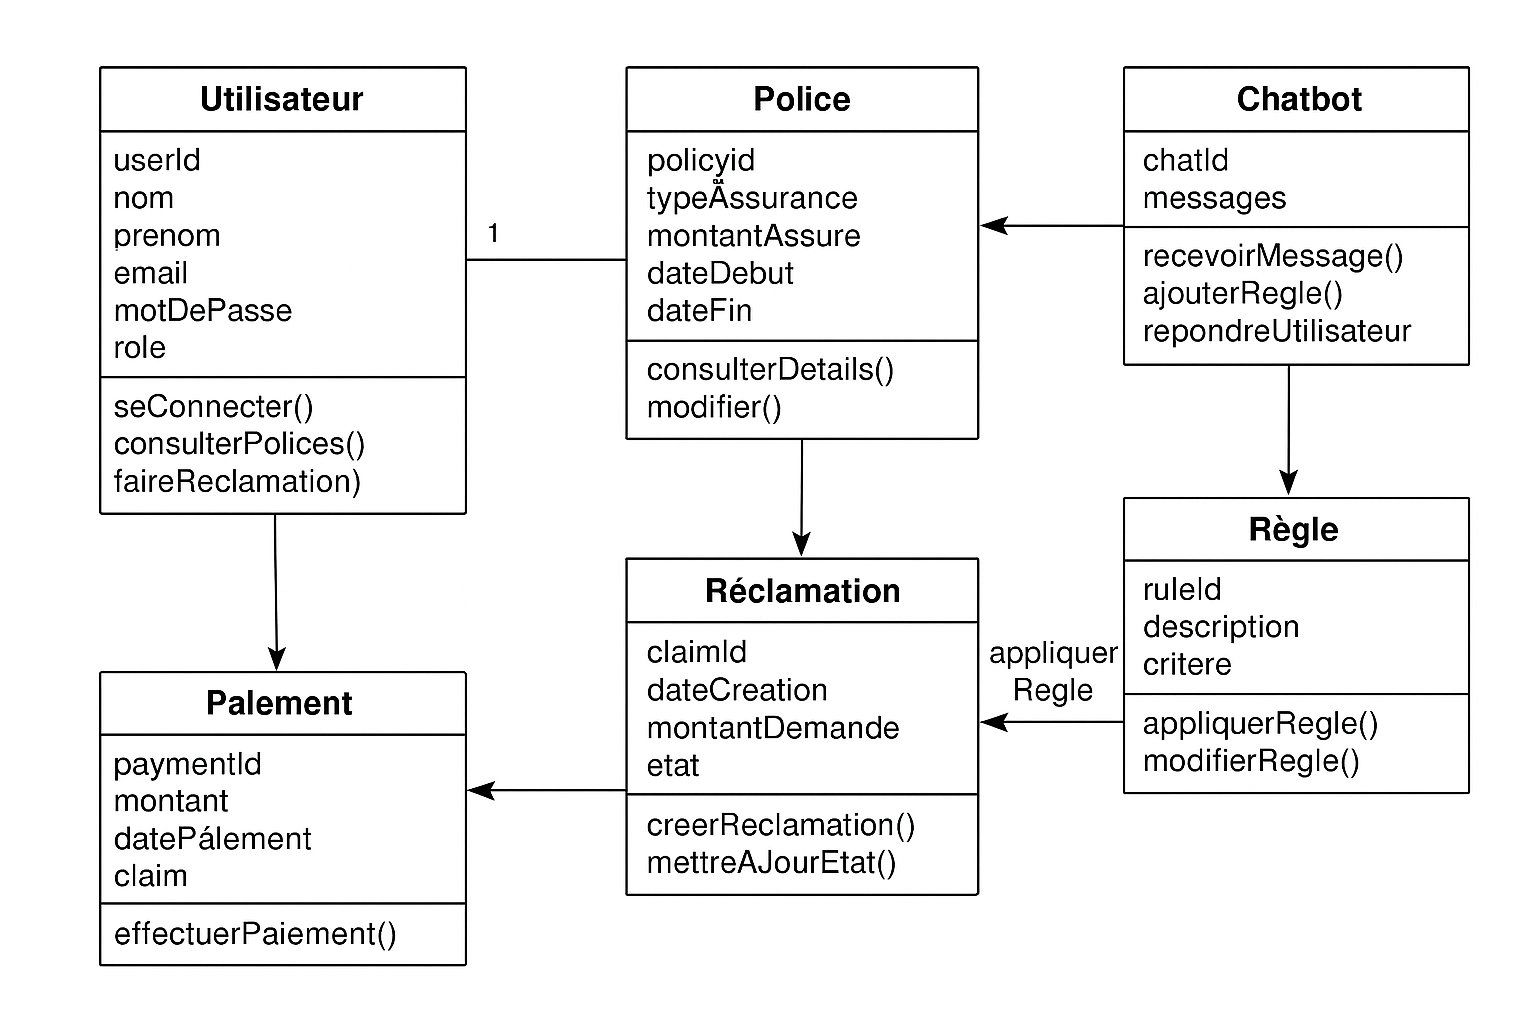 Utilisateur
userId
nom
prenom
email
motDePasse
role
seConnecter()
consulterPolices()
faireReclamation)
1
Police
policyid
typeAssurance
montantAssure
dateDebut
dateFin
consulterDetails()
modifier()
Chatbot
chatId
messages
recevoirMessage()
ajouterRegle()
repondreUtilisateur
Palement
paymentId
montant
datePálement
claim
effectuerPaiement()
Réclamation
claimId
dateCreation
montantDemande
etat
creerReclamation()
mettreAJourEtat()
appliquer
Regle
Règle
ruleId
description
critere
appliquerRegle()
modifierRegle()